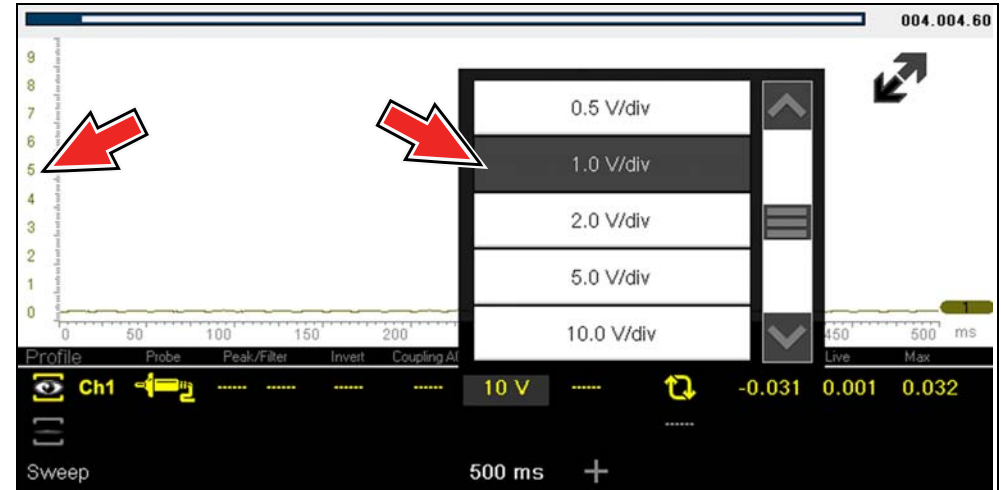 004.004.60
9
8
7
6
5
4
3
2
1
0
0.5 V/div
1.0 V/div
2.0 V/div
5.0 V/div
10.0 V/div
1
0 50 100 150 200 450 500 ms
Profile Probe Peak/Filter Invert Coupling Live Max
Ch1 ------ ------ ------ ------ 10 V ------ -0.031 0.001 0.032
------
Sweep 500 ms +